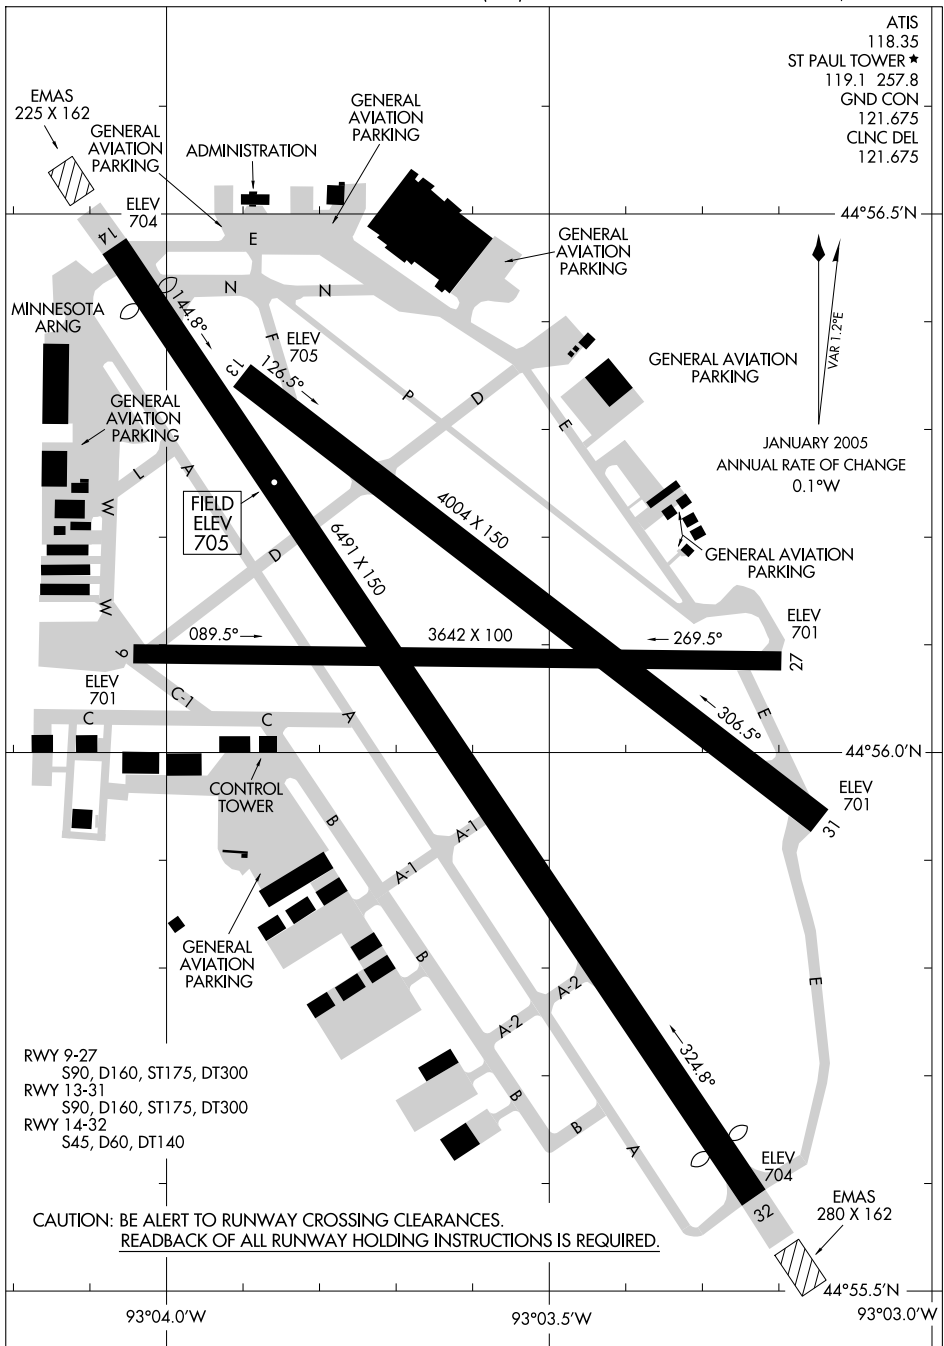 ATIS
118.35
ST PAUL TOWER ★
119.1 257.8
GND CON
121.675
CLNC DEL
121.675
EMAS
225 X 162
GENERAL
AVIATION
PARKING
ADMINISTRATION
GENERAL
AVIATION
PARKING
ELEV
704
14
E
44°56.5'N
GENERAL
AVIATION
PARKING
N
N
144.8°
MINNESOTA
ARNG
F
ELEV
705
13
126.5°
VAR 1.2°E
GENERAL AVIATION
PARKING
P
D
E
GENERAL
AVIATION
PARKING
JANUARY 2005
ANNUAL RATE OF CHANGE
0.1°W
L
A
W
FIELD
ELEV
705
4004 X 150
6491 X 150
D
GENERAL AVIATION
PARKING
W
9
089.5°
3642 X 100
269.5°
ELEV
701
27
ELEV
701
C-1
C
C
A
306.5°
E
44°56.0'N
CONTROL
TOWER
ELEV
701
31
B
A-1
A-1
GENERAL
AVIATION
PARKING
B
A-2
A-2
E
RWY 9-27
S90, D160, ST175, DT300
RWY 13-31
S90, D160, ST175, DT300
RWY 14-32
S45, D60, DT140
324.8°
B
B
A
ELEV
704
32
EMAS
280 X 162
CAUTION: BE ALERT TO RUNWAY CROSSING CLEARANCES.
READBACK OF ALL RUNWAY HOLDING INSTRUCTIONS IS REQUIRED.
44°55.5'N
93°04.0'W
93°03.5'W
93°03.0'W